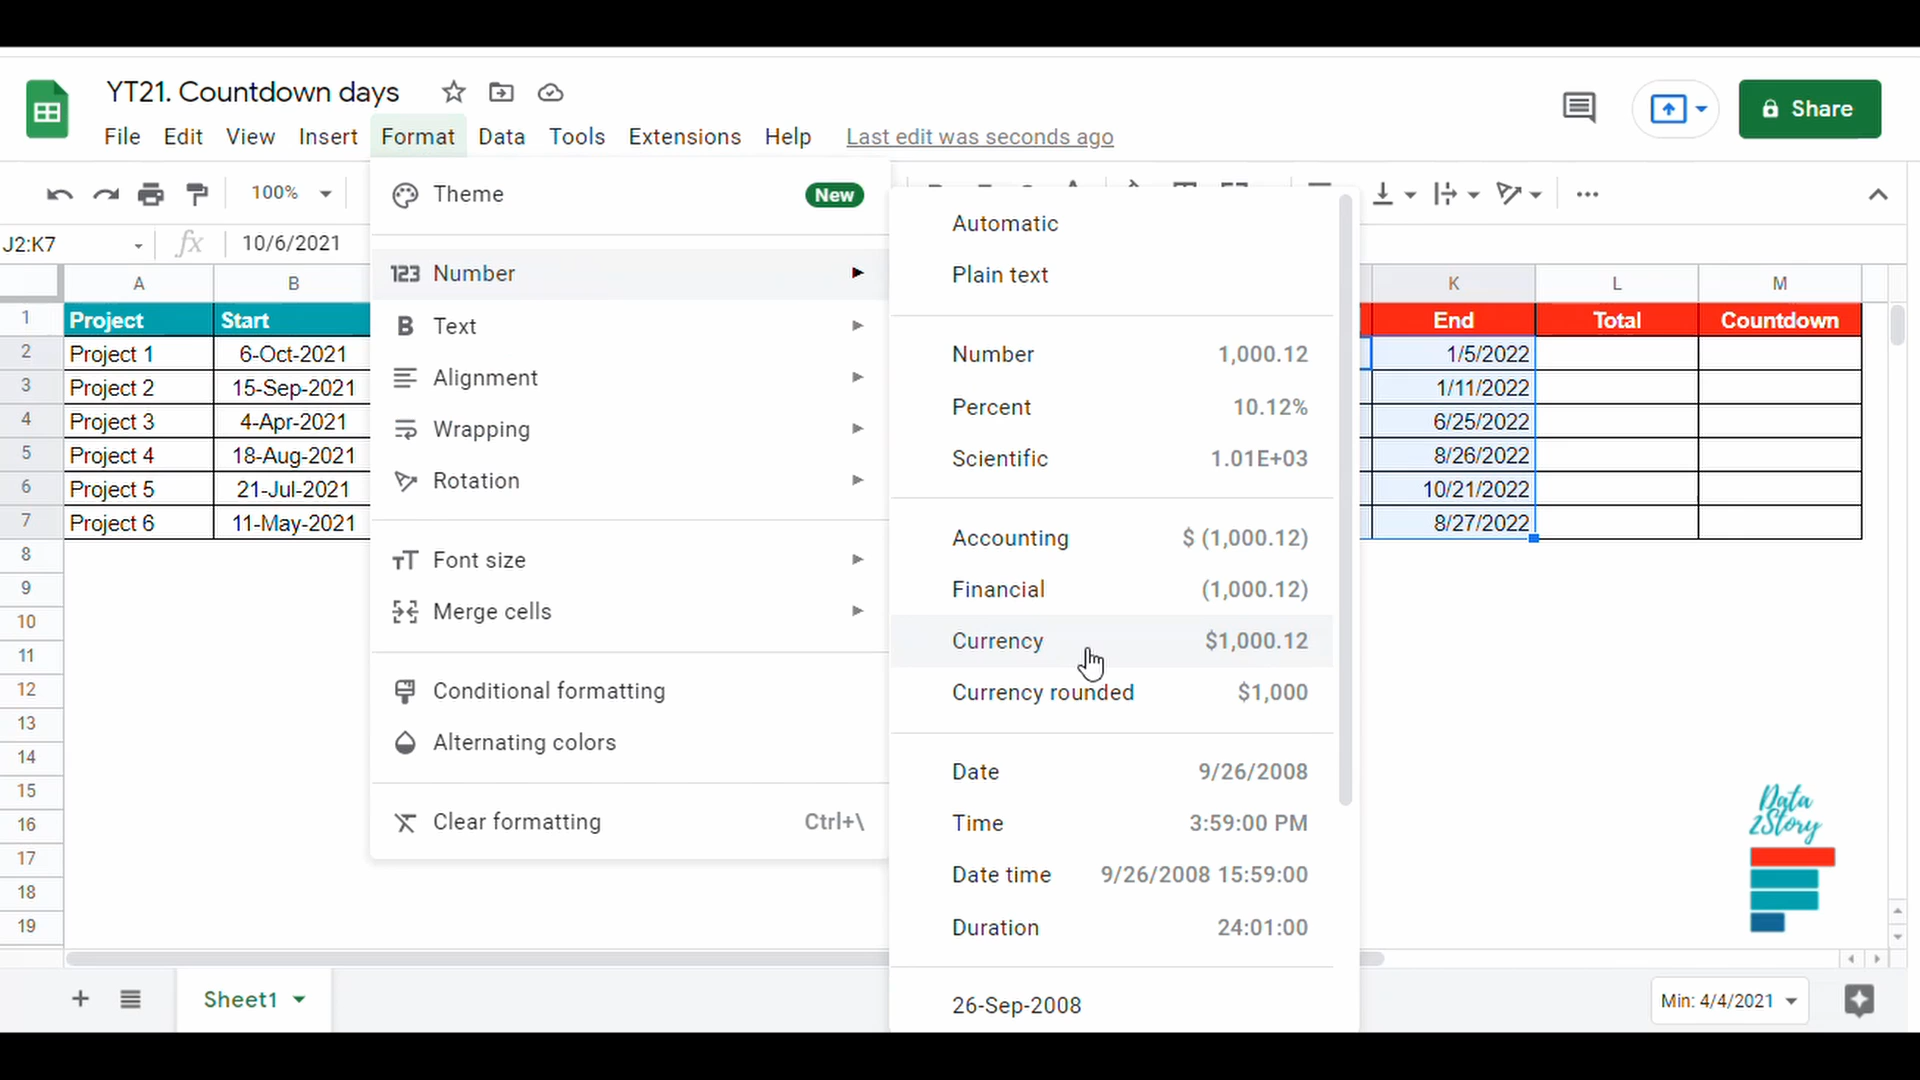 YT21. Countdown days
File Edit View Insert Format Data Tools Extensions Help Last edit was seconds ago
Share
100%
J2:K7 fx 10/6/2021
A B K L M
1 Project Start End Total Countdown
2 Project 1 6-Oct-2021 1/5/2022
3 Project 2 15-Sep-2021 1/11/2022
4 Project 3 4-Apr-2021 6/25/2022
5 Project 4 18-Aug-2021 8/26/2022
6 Project 5 21-Jul-2021 10/21/2022
7 Project 6 11-May-2021 8/27/2022
8
9
10
11
12
13
14
15
16
17
18
19
Theme New
123 Number
B Text
Alignment
Wrapping
Rotation
Font size
Merge cells
Conditional formatting
Alternating colors
Clear formatting Ctrl+\
Automatic
Plain text
Number 1,000.12
Percent 10.12%
Scientific 1.01E+03
Accounting $ (1,000.12)
Financial (1,000.12)
Currency $1,000.12
Currency rounded $1,000
Date 9/26/2008
Time 3:59:00 PM
Date time 9/26/2008 15:59:00
Duration 24:01:00
26-Sep-2008
Data
2Story
Sheet1
Min: 4/4/2021